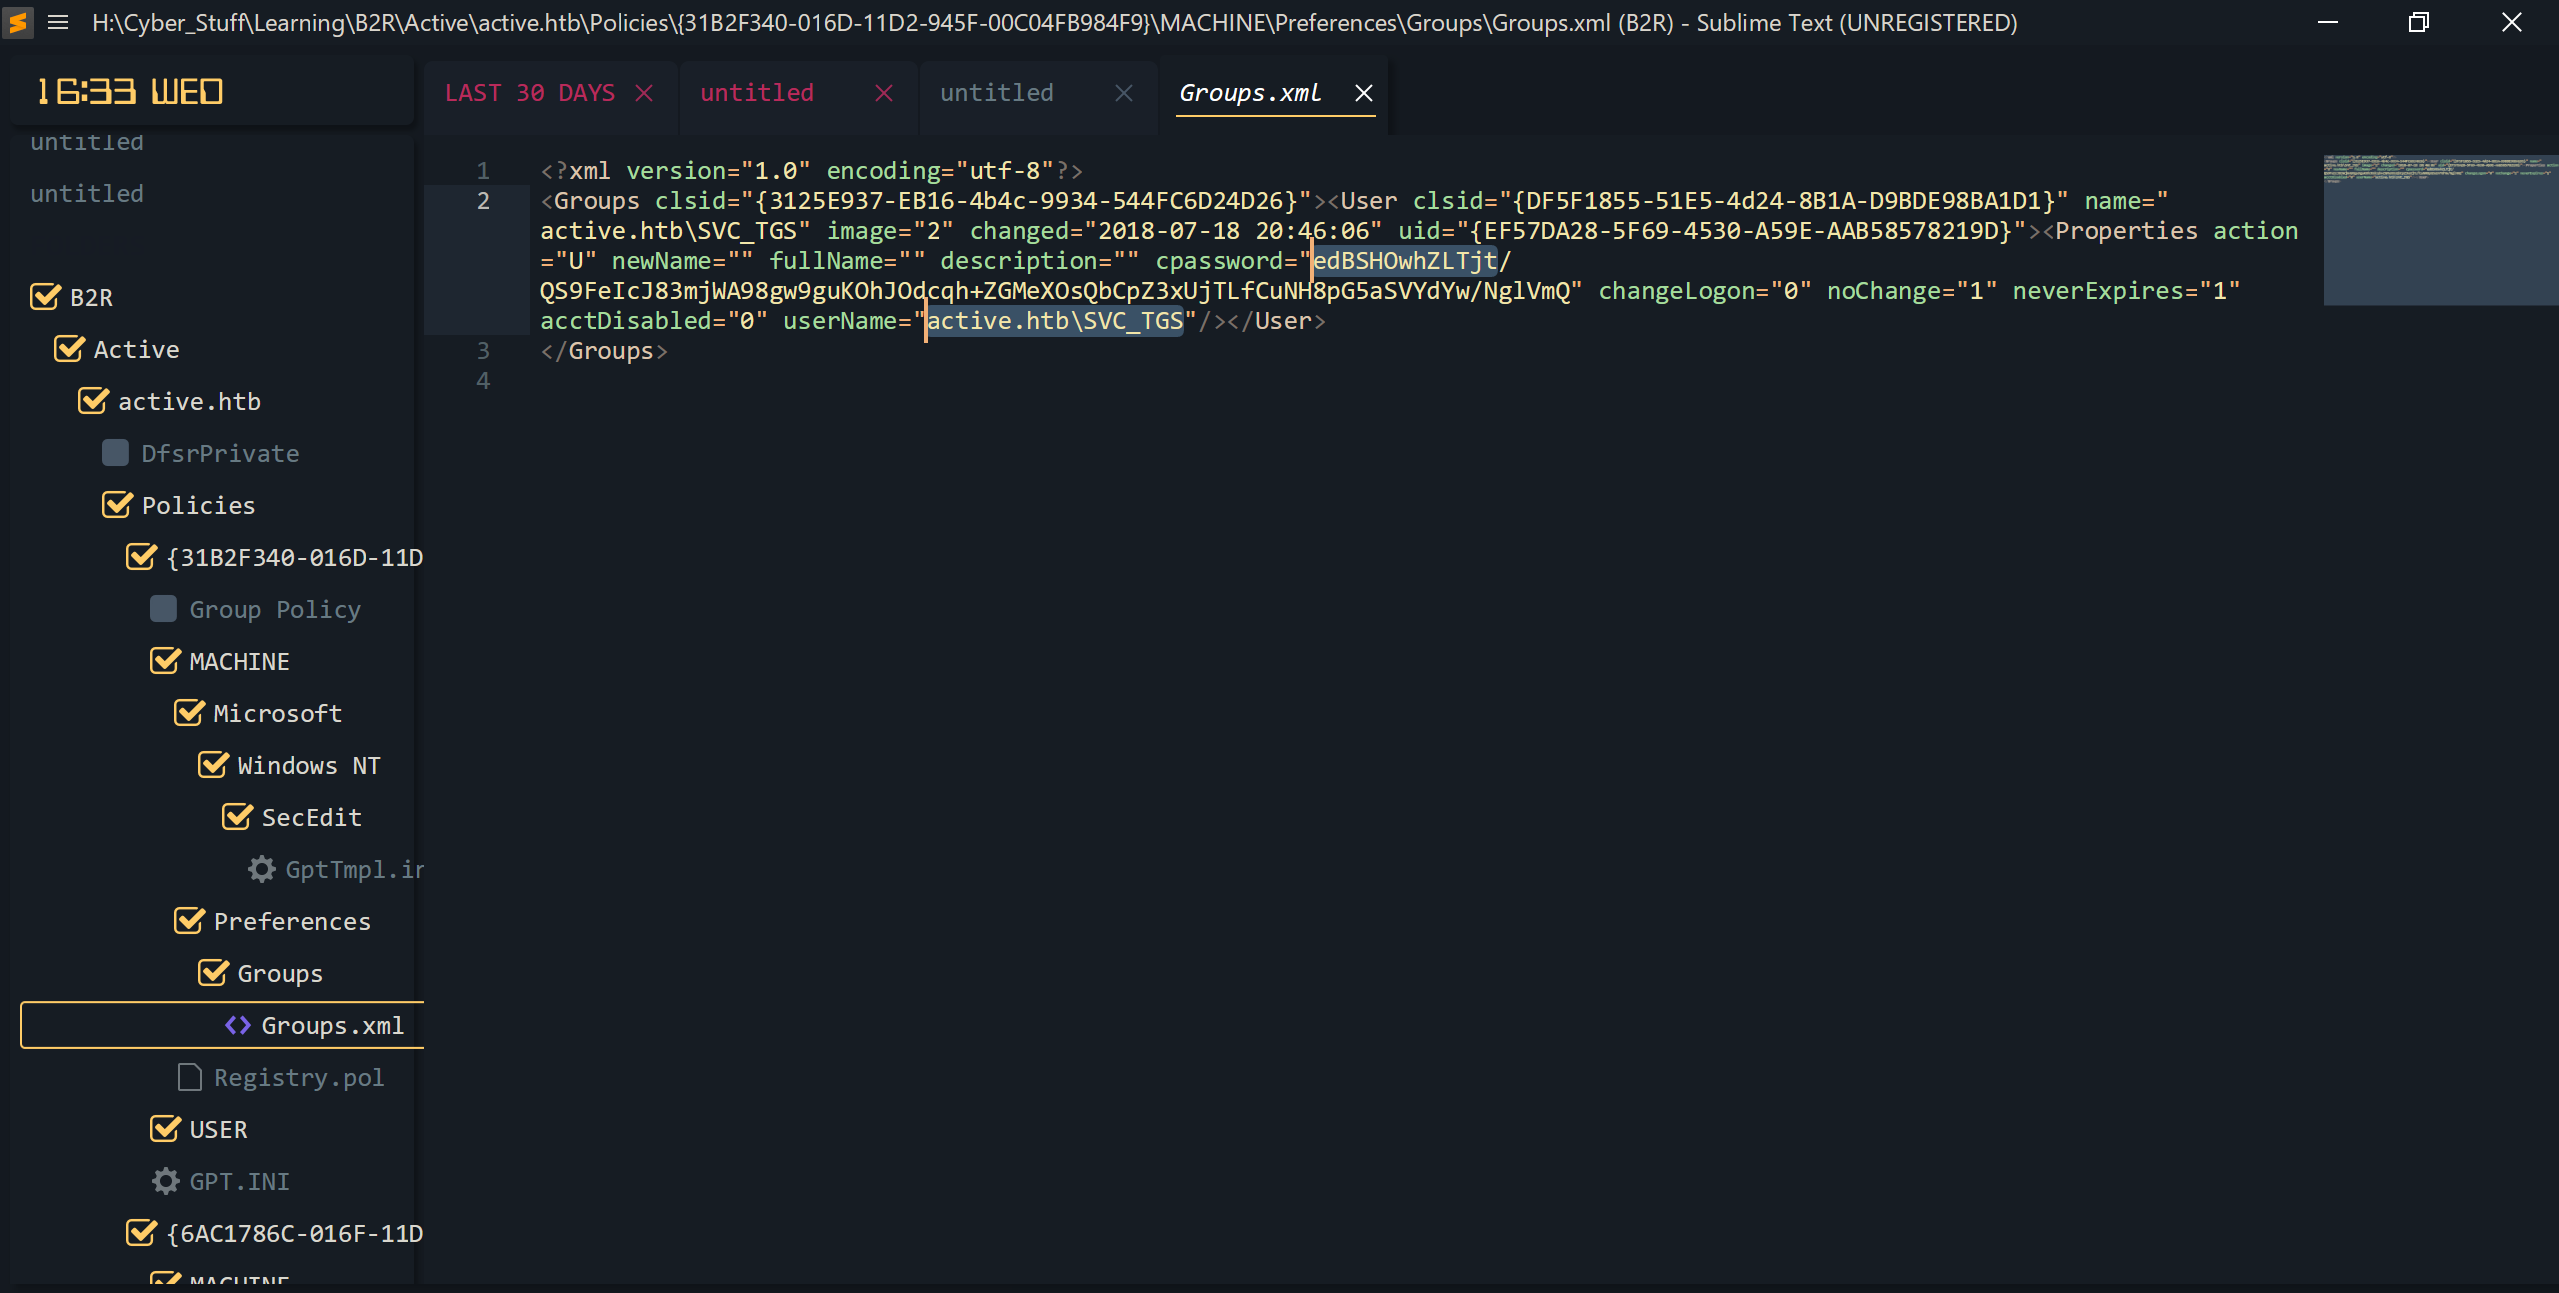 H:\Cyber_Stuff\Learning\B2R\Active\active.htb\Policies\{31B2F340-016D-11D2-945F-00C04FB984F9}\MACHINE\Preferences\Groups\Groups.xml (B2R) - Sublime Text (UNREGISTERED)
16:33 WED
LAST 30 DAYS
untitled
untitled
Groups.xml
untitled
untitled
B2R
Active
active.htb
DfsrPrivate
Policies
{31B2F340-016D-11D
Group Policy
MACHINE
Microsoft
Windows NT
SecEdit
GptTmpl.in
Preferences
Groups
Groups.xml
Registry.pol
USER
GPT.INI
{6AC1786C-016F-11D
MACHINE
1 <?xml version="1.0" encoding="utf-8"?>
2 <Groups clsid="{3125E937-EB16-4b4c-9934-544FC6D24D26}"><User clsid="{DF5F1855-51E5-4d24-8B1A-D9BDE98BA1D1}" name="
active.htb\SVC_TGS" image="2" changed="2018-07-18 20:46:06" uid="{EF57DA28-5F69-4530-A59E-AAB58578219D}"><Properties action
="U" newName="" fullName="" description="" cpassword="edBSHOwhZLTjt/
QS9FeIcJ83mjWA98gw9guKOhJOdcqh+ZGMeXOsQbCpZ3xUjTLfCuNH8pG5aSVYdYw/NglVmQ" changeLogon="0" noChange="1" neverExpires="1"
acctDisabled="0" userName="active.htb\SVC_TGS"/></User>
3 </Groups>
4